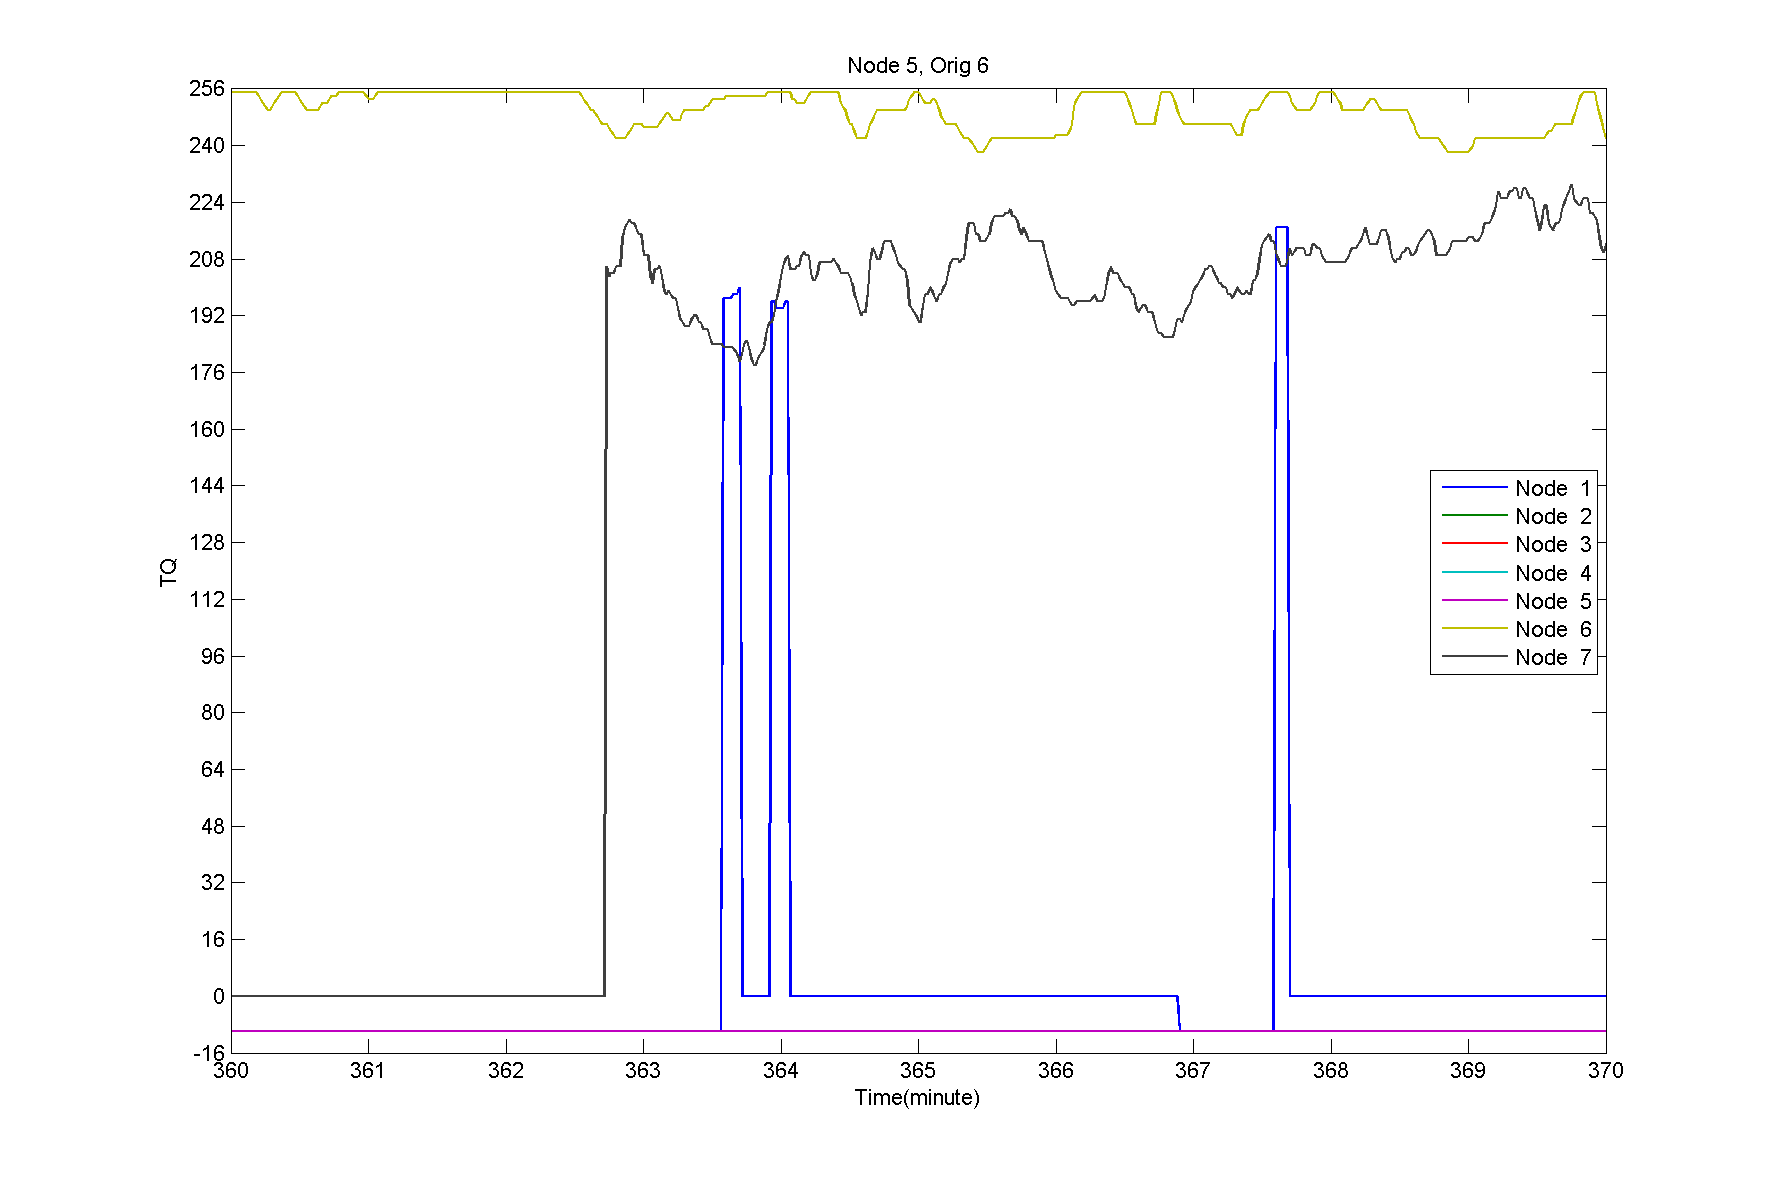 Node 5, Orig 6
256
240
224
208
192
176
160
144
128
112
96
80
64
48
32
16
0
-16
TQ
Node 1
Node 2
Node 3
Node 4
Node 5
Node 6
Node 7
360 361 362 363 364 365 366 367 368 369 370
Time(minute)